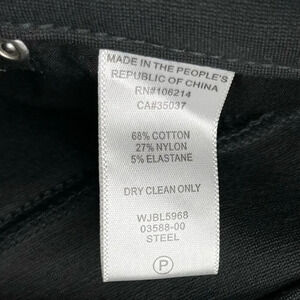 MADE IN THE PEOPLE'S
REPUBLIC OF CHINA
RN#106214
CA#35037
68% COTTON
27% NYLON
5% ELASTANE
DRY CLEAN ONLY
WJBL5968
03588-00
STEEL
P